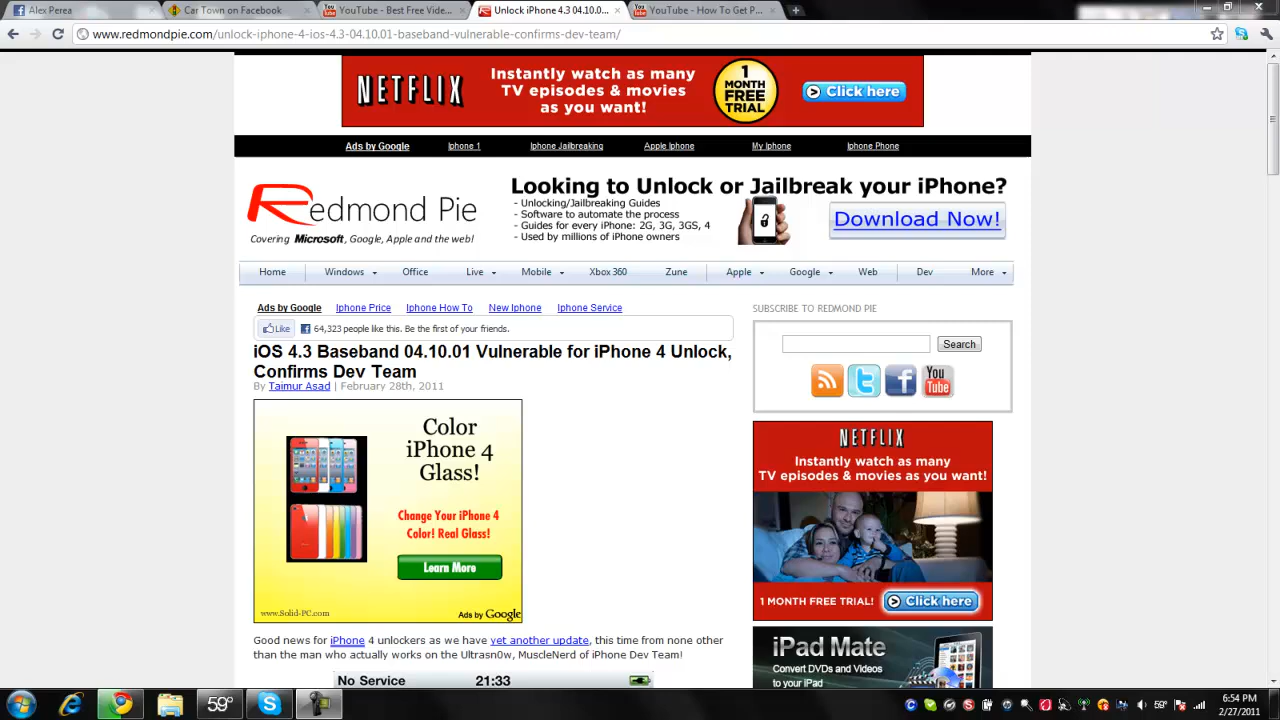 Alex Perea
Car Town on Facebook
YouTube - Best Free Video...
Unlock iPhone 4.3 04.10.0...
YouTube - How To Get P...
www.redmondpie.com/unlock-iphone-4-ios-4.3-04.10.01-baseband-vulnerable-confirms-dev-team/
NETFLIX
Instantly watch as many
TV episodes & movies
as you want!
1
MONTH
FREE
TRIAL
Click here
Ads by Google Iphone 1 Iphone Jailbreaking Apple Iphone My Iphone Iphone Phone
Redmond Pie
Covering Microsoft, Google, Apple and the web!
Looking to Unlock or Jailbreak your iPhone?
- Unlocking/Jailbreaking Guides
- Software to automate the process
- Guides for every iPhone: 2G, 3G, 3GS, 4
- Used by millions of iPhone owners
Download Now!
Home Windows Office Live Mobile Xbox 360 Zune Apple Google Web Dev More
Ads by Google Iphone Price Iphone How To New Iphone Iphone Service
Like 64,323 people like this. Be the first of your friends.
iOS 4.3 Baseband 04.10.01 Vulnerable for iPhone 4 Unlock,
Confirms Dev Team
By Taimur Asad | February 28th, 2011
Color
iPhone 4
Glass!
Change Your iPhone 4
Color! Real Glass!
Learn More
www.Solid-PC.com
Ads by Google
Good news for iPhone 4 unlockers as we have yet another update, this time from none other
than the man who actually works on the Ultrasn0w, MuscleNerd of iPhone Dev Team!
No Service 21:33
SUBSCRIBE TO REDMOND PIE
Search
You
Tube
NETFLIX
Instantly watch as many
TV episodes & movies as you want!
1 MONTH FREE TRIAL! Click here
iPad Mate
Convert DVDs and Videos
to your iPad
59°
59°
6:54 PM
2/27/2011